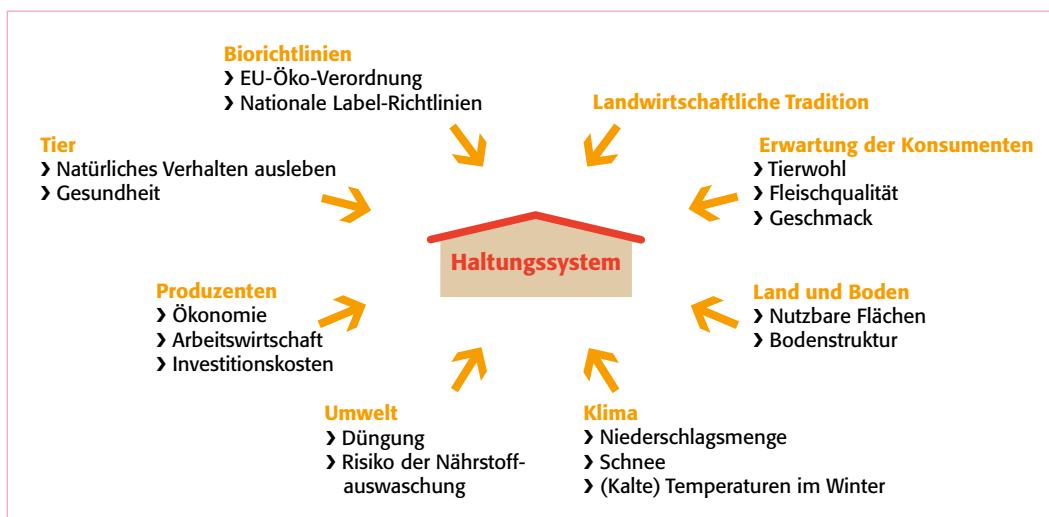 Biorichtlinien
❯ EU-Öko-Verordnung
❯ Nationale Label-Richtlinien
Landwirtschaftliche Tradition
Tier
❯ Natürliches Verhalten ausleben
❯ Gesundheit
Erwartung der Konsumenten
❯ Tierwohl
❯ Fleischqualität
❯ Geschmack
Haltungssystem
Produzenten
❯ Ökonomie
❯ Arbeitswirtschaft
❯ Investitionskosten
Land und Boden
❯ Nutzbare Flächen
❯ Bodenstruktur
Umwelt
❯ Düngung
❯ Risiko der Nährstoff-
auswaschung
Klima
❯ Niederschlagsmenge
❯ Schnee
❯ (Kalte) Temperaturen im Winter